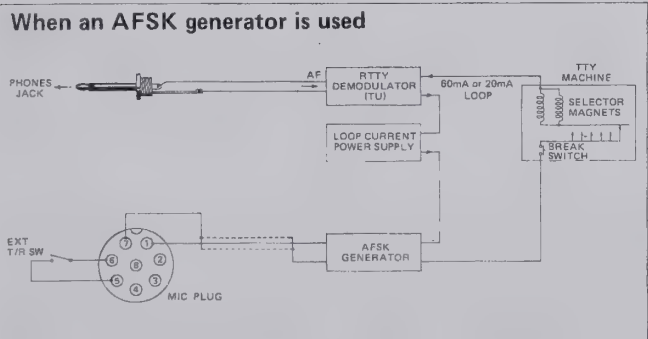 When an AFSK generator is used
PHONES
JACK
AF
RTTY
DEMODULATOR
(TU)
60mA or 20mA
LOOP
TTY
MACHINE
SELECTOR
MAGNETS
BREAK
SWITCH
LOOP CURRENT
POWER SUPPLY
EXT
T/R SW
7
1
6
8
2
5
4
3
MIC PLUG
AFSK
GENERATOR